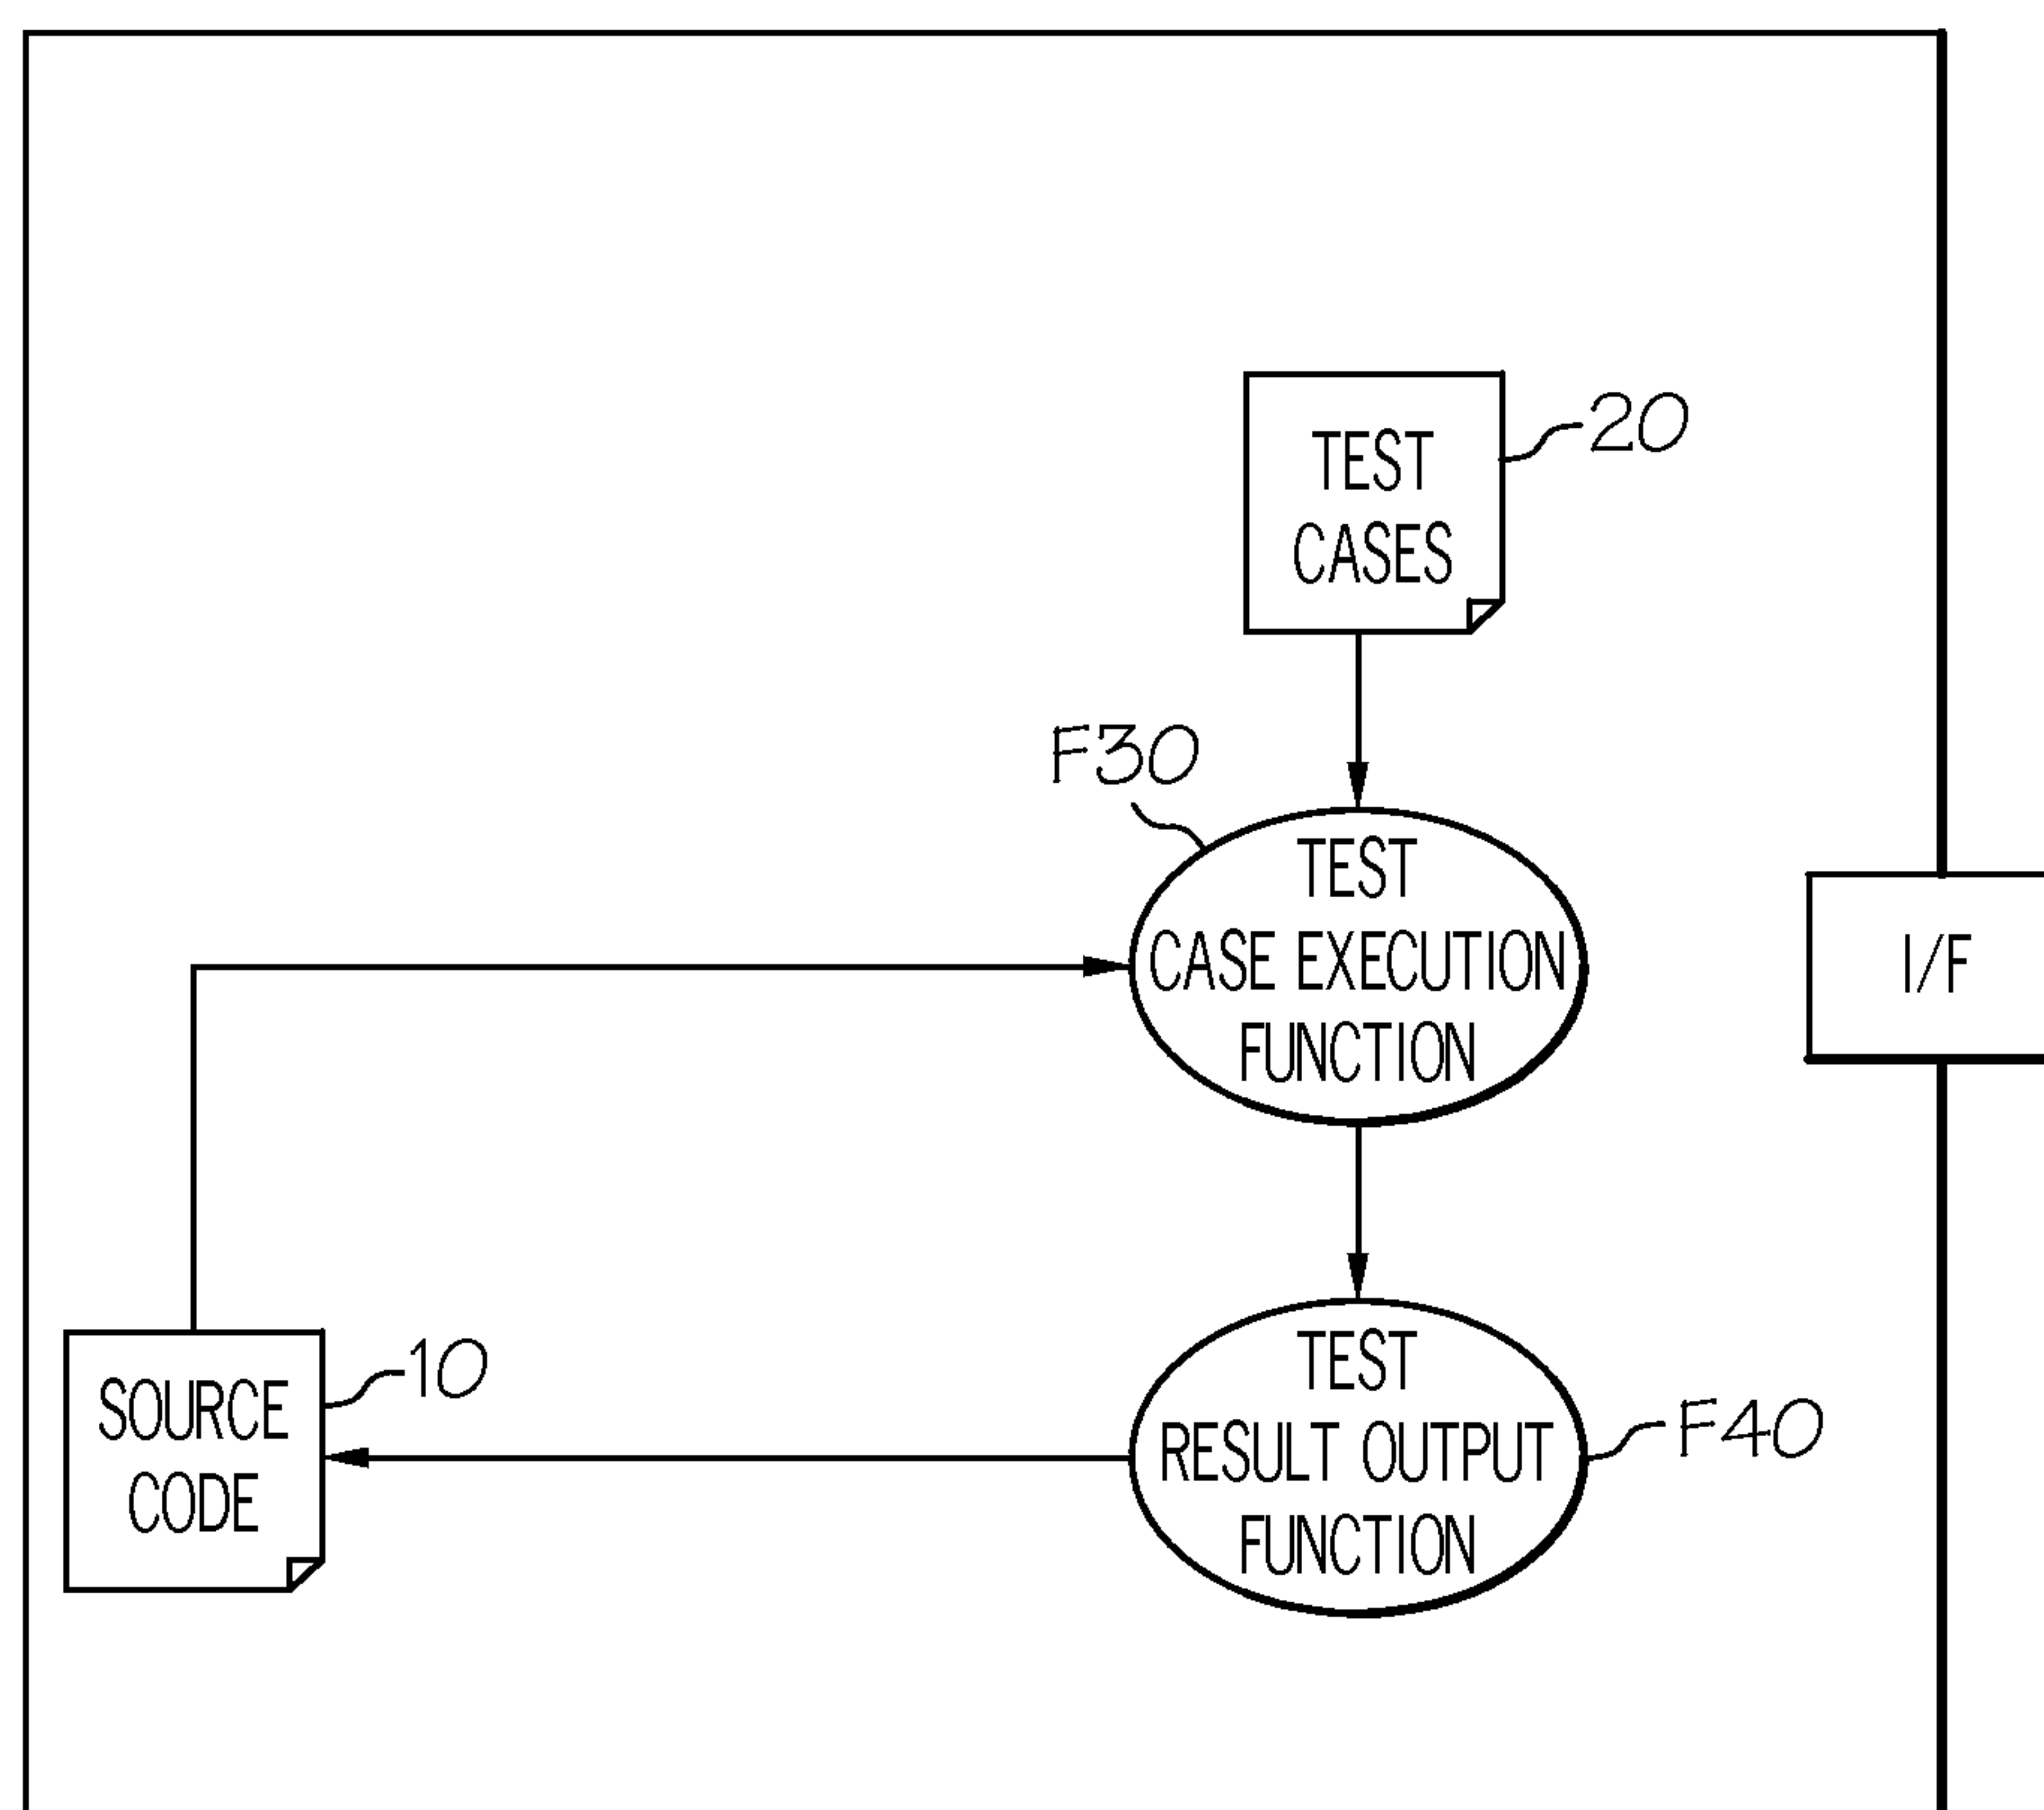 TEST
CASES
20
F30
TEST
CASE EXECUTION
FUNCTION
I/F
SOURCE
CODE
10
TEST
RESULT OUTPUT
FUNCTION
F40